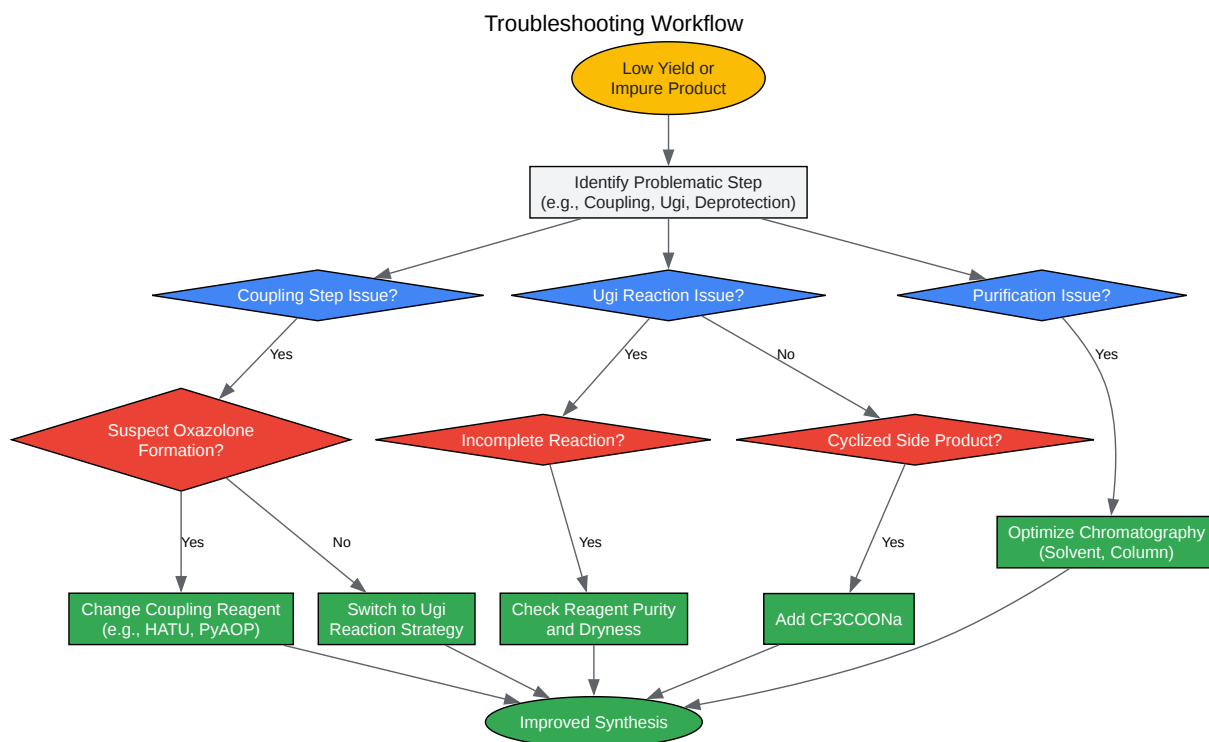 Troubleshooting Workflow
Low Yield or
Impure Product
Identify Problematic Step
(e.g., Coupling, Ugi, Deprotection)
Coupling Step Issue?
Ugi Reaction Issue?
Purification Issue?
Yes
Yes
No
Yes
Suspect Oxazolone
Formation?
Incomplete Reaction?
Cyclized Side Product?
Yes
No
Yes
Yes
Optimize Chromatography
(Solvent, Column)
Change Coupling Reagent
(e.g., HATU, PyAOP)
Switch to Ugi
Reaction Strategy
Check Reagent Purity
and Dryness
Add CF3COONa
Improved Synthesis